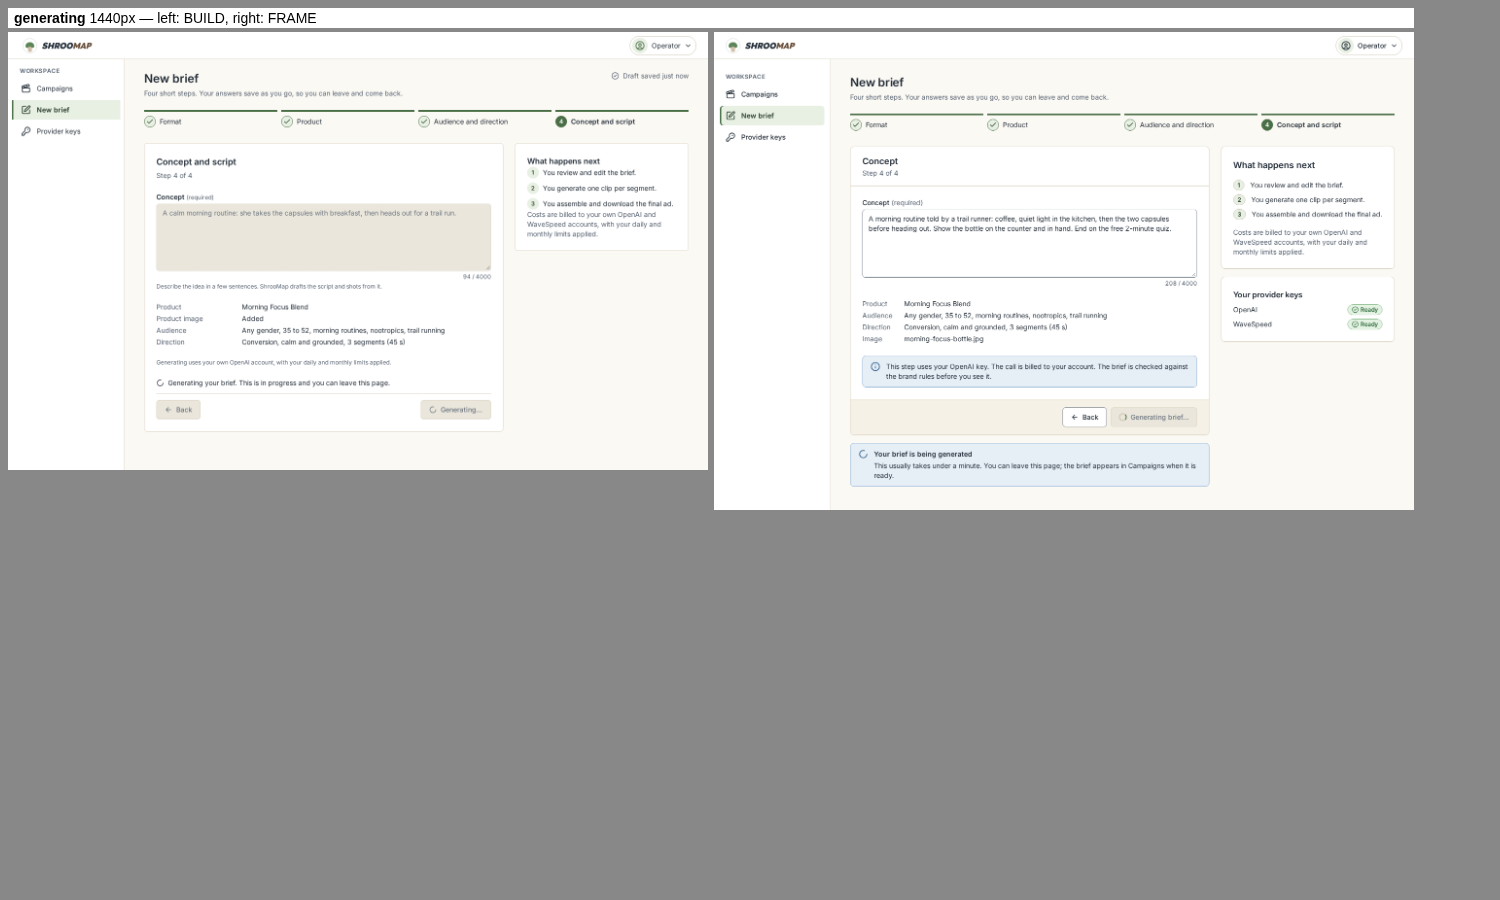 generating 1440px — left: BUILD, right: FRAME
SHROOMAP
Operator
WORKSPACE
Campaigns
New brief
Provider keys
New brief
Draft saved just now
Four short steps. Your answers save as you go, so you can leave and come back.
Format
Product
Audience and direction
4 Concept and script
Concept and script
Step 4 of 4
Concept (required)
A calm morning routine: she takes the capsules with breakfast, then heads out for a trail run.
94 / 4000
Describe the idea in a few sentences. ShrooMap drafts the script and shots from it.
Product Morning Focus Blend
Product image Added
Audience Any gender, 35 to 52, morning routines, nootropics, trail running
Direction Conversion, calm and grounded, 3 segments (45 s)
Generating uses your own OpenAI account, with your daily and monthly limits applied.
Generating your brief. This is in progress and you can leave this page.
Back
Generating...
What happens next
1 You review and edit the brief.
2 You generate one clip per segment.
3 You assemble and download the final ad.
Costs are billed to your own OpenAI and
WaveSpeed accounts, with your daily and
monthly limits applied.
SHROOMAP
Operator
WORKSPACE
Campaigns
New brief
Provider keys
New brief
Four short steps. Your answers save as you go, so you can leave and come back.
Format
Product
Audience and direction
4 Concept and script
Concept
Step 4 of 4
Concept (required)
A morning routine told by a trail runner: coffee, quiet light in the kitchen, then the two capsules
before heading out. Show the bottle on the counter and in hand. End on the free 2-minute quiz.
208 / 4000
Product Morning Focus Blend
Audience Any gender, 35 to 52, morning routines, nootropics, trail running
Direction Conversion, calm and grounded, 3 segments (45 s)
Image morning-focus-bottle.jpg
This step uses your OpenAI key. The call is billed to your account. The brief is checked against
the brand rules before you see it.
Back
Generating brief...
Your brief is being generated
This usually takes under a minute. You can leave this page; the brief appears in Campaigns when it is
ready.
What happens next
1 You review and edit the brief.
2 You generate one clip per segment.
3 You assemble and download the final ad.
Costs are billed to your own OpenAI and
WaveSpeed accounts, with your daily and
monthly limits applied.
Your provider keys
OpenAI Ready
WaveSpeed Ready